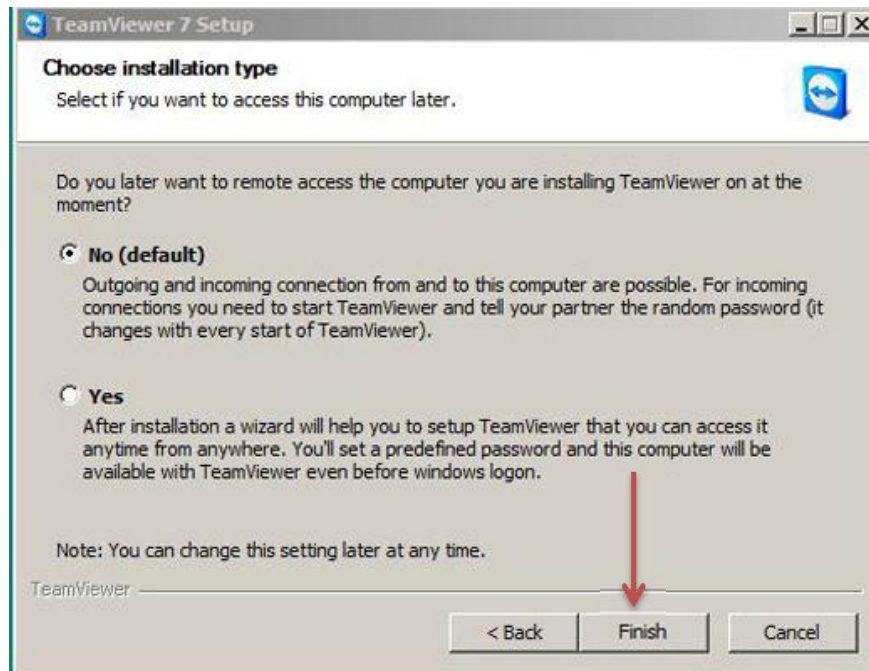 TeamViewer 7 Setup
Choose installation type
Select if you want to access this computer later.
Do you later want to remote access the computer you are installing TeamViewer on at the
moment?
No (default)
Outgoing and incoming connection from and to this computer are possible. For incoming
connections you need to start TeamViewer and tell your partner the random password (it
changes with every start of TeamViewer).
Yes
After installation a wizard will help you to setup TeamViewer that you can access it
anytime from anywhere. You'll set a predefined password and this computer will be
available with TeamViewer even before windows logon.
Note: You can change this setting later at any time.
TeamViewer
< Back Finish Cancel